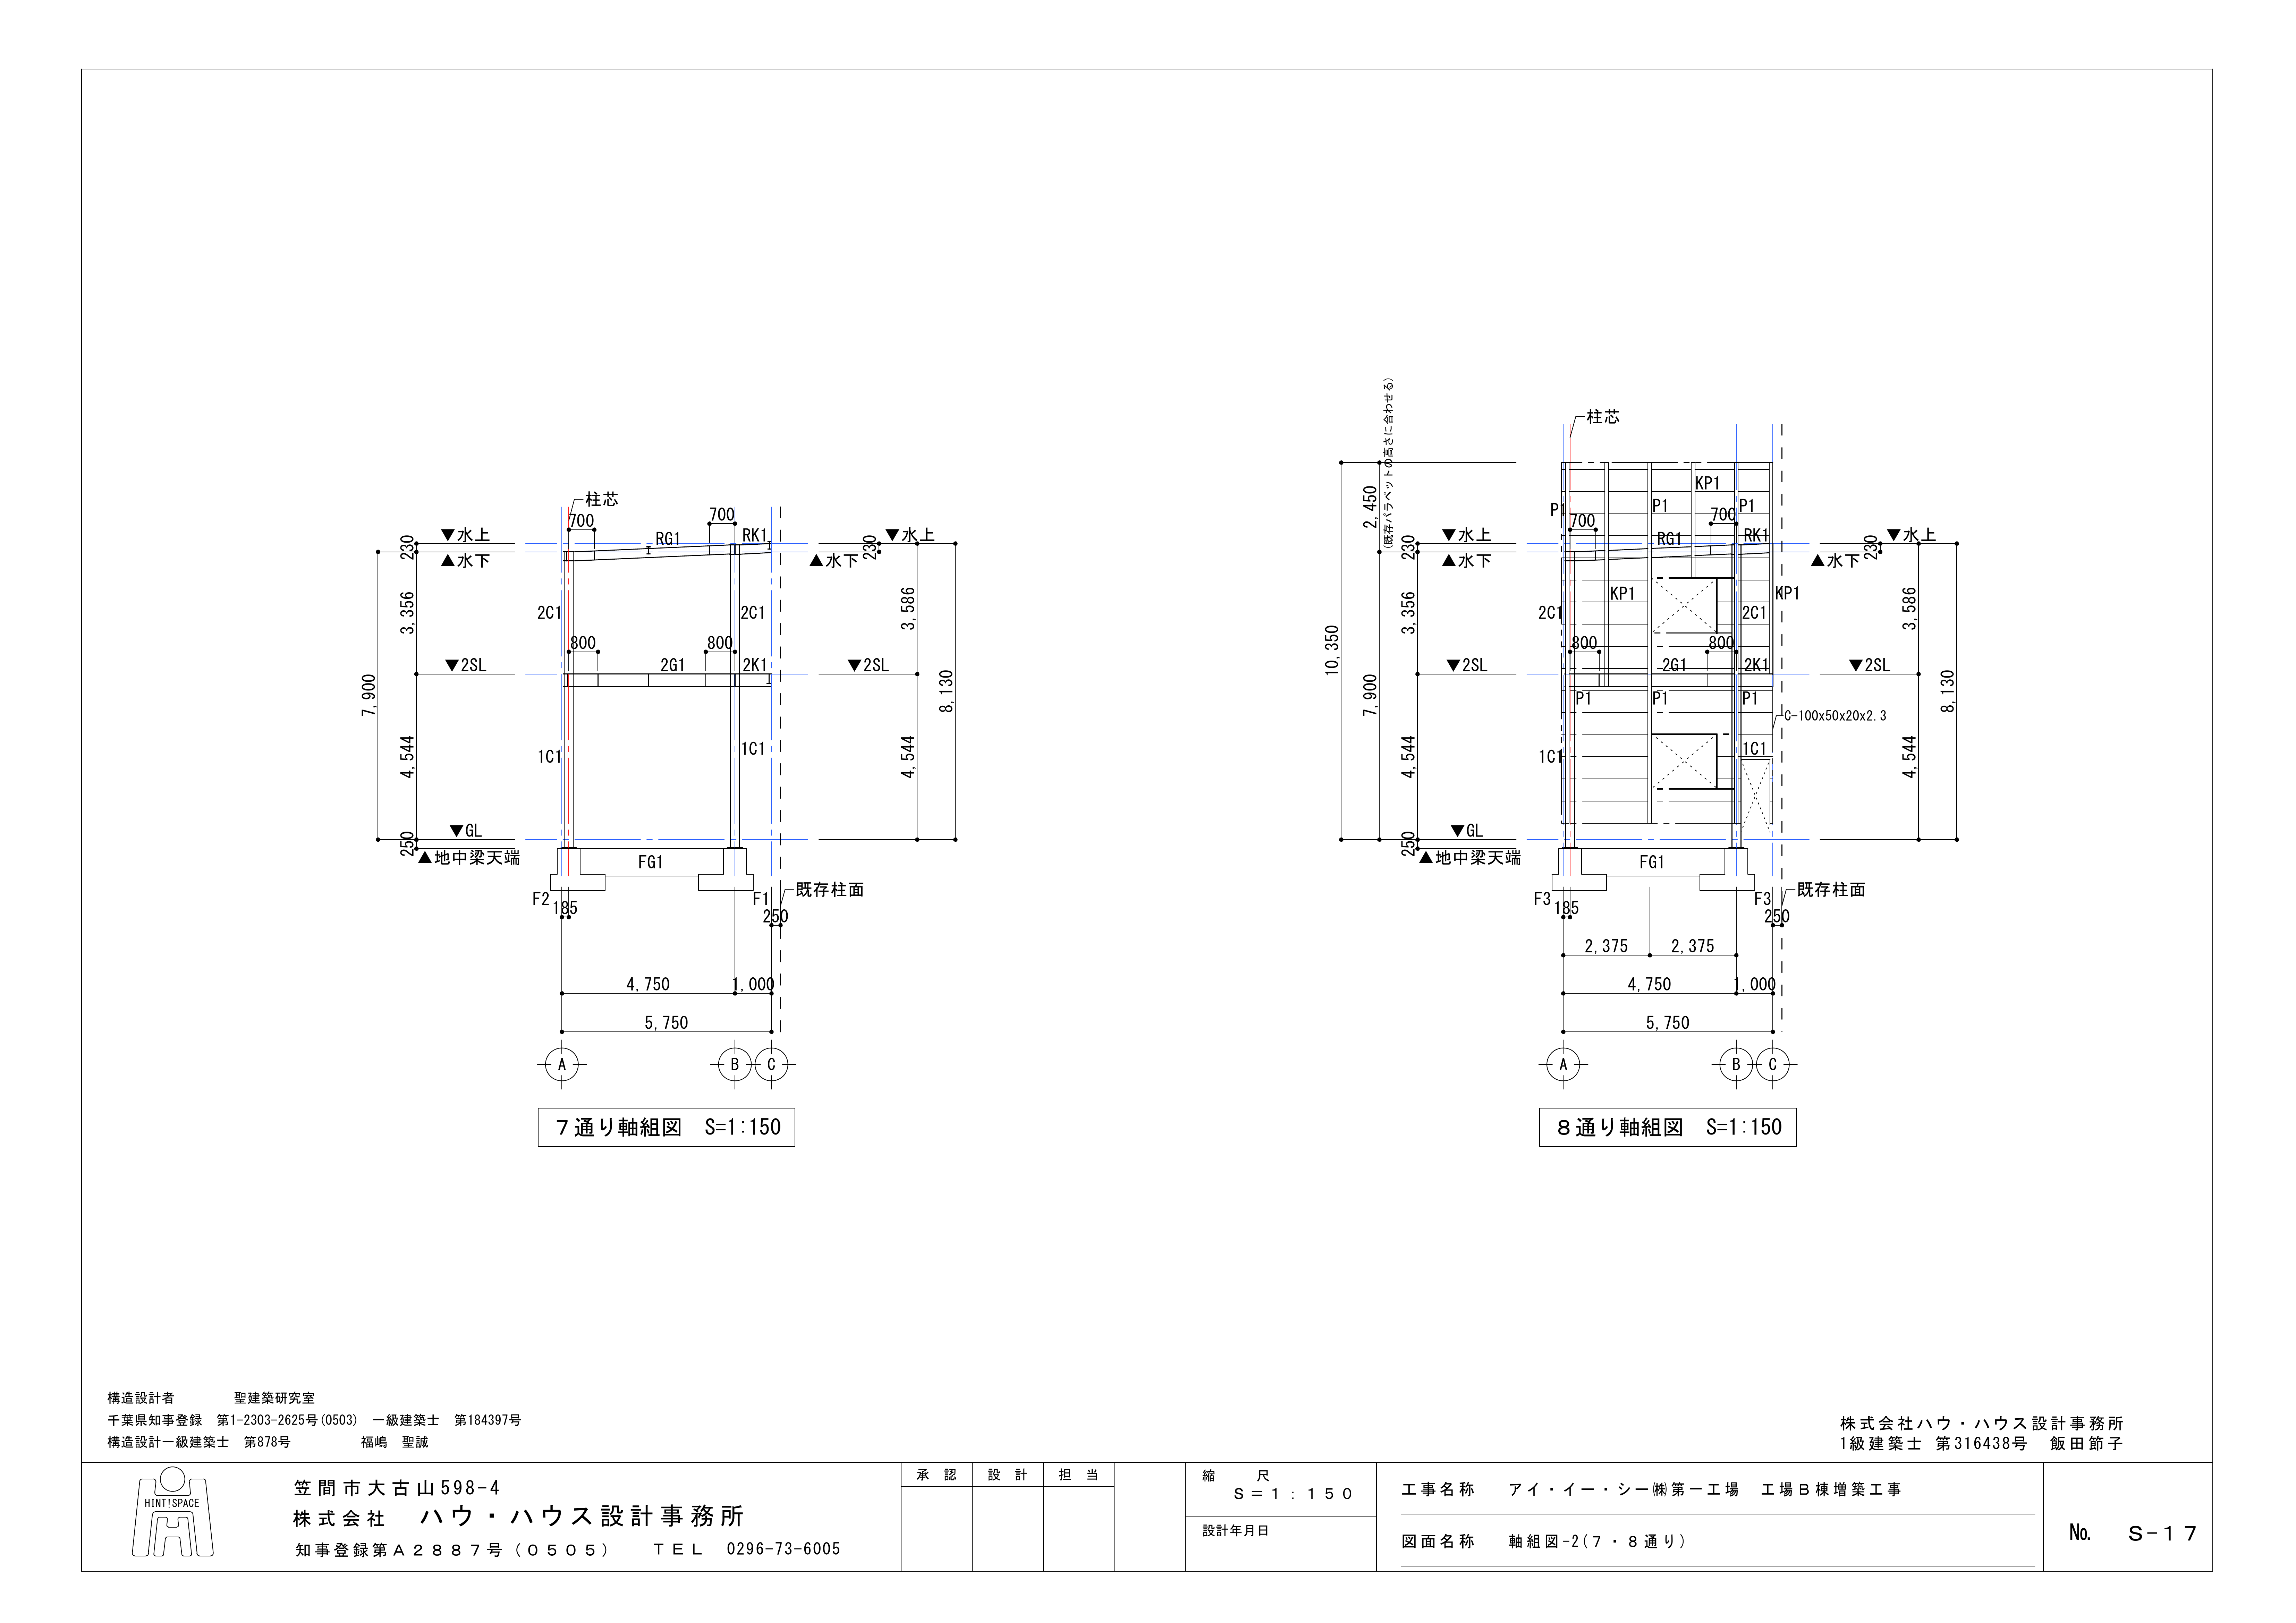 柱芯
700
700
RG1
RK1
▼水上
▲水下
230
▼水上
▲水下
230
2C1
2C1
3,356
3,586
800
800
▼2SL
2G1
2K1
▼2SL
7,900
8,130
1C1
1C1
4,544
4,544
▼GL
250
▲地中梁天端
FG1
F2
185
F1
250
既存柱面
4,750
1,000
5,750
A
B
C
7通り軸組図 S=1:150
(既存パラペットの高さに合わせる)
柱芯
2,450
KP1
P1
P1
P1
700
700
RG1
RK1
▼水上
▲水下
230
▼水上
▲水下
230
KP1
KP1
2C1
2C1
3,356
3,586
10,350
800
800
▼2SL
2G1
2K1
▼2SL
7,900
8,130
P1
P1
P1
C-100x50x20x2.3
1C1
1C1
4,544
4,544
▼GL
250
▲地中梁天端
FG1
F3
185
F3
250
既存柱面
2,375
2,375
4,750
1,000
5,750
A
B
C
8通り軸組図 S=1:150
構造設計者 聖建築研究室
千葉県知事登録 第1-2303-2625号(0503) 一級建築士 第184397号
構造設計一級建築士 第878号 福嶋 聖誠
株式会社ハウ・ハウス設計事務所
1級建築士 第316438号 飯田節子
HINT!SPACE
笠間市大古山598-4
株式会社 ハウ・ハウス設計事務所
知事登録第A2887号(0505) TEL 0296-73-6005
承認
設計
担当
縮尺
S=1:150
設計年月日
工事名称 アイ・イー・シー㈱第一工場 工場B棟増築工事
図面名称 軸組図-2(7・8通り)
No. S-17